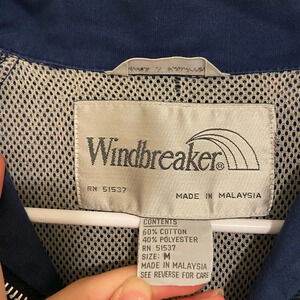 Windbreaker®
RN 51537
MADE IN MALAYSIA
CONTENTS
60% COTTON
40% POLYESTER
RN 51537
SIZE: M
MADE IN MALAYSIA
SEE REVERSE FOR CARE